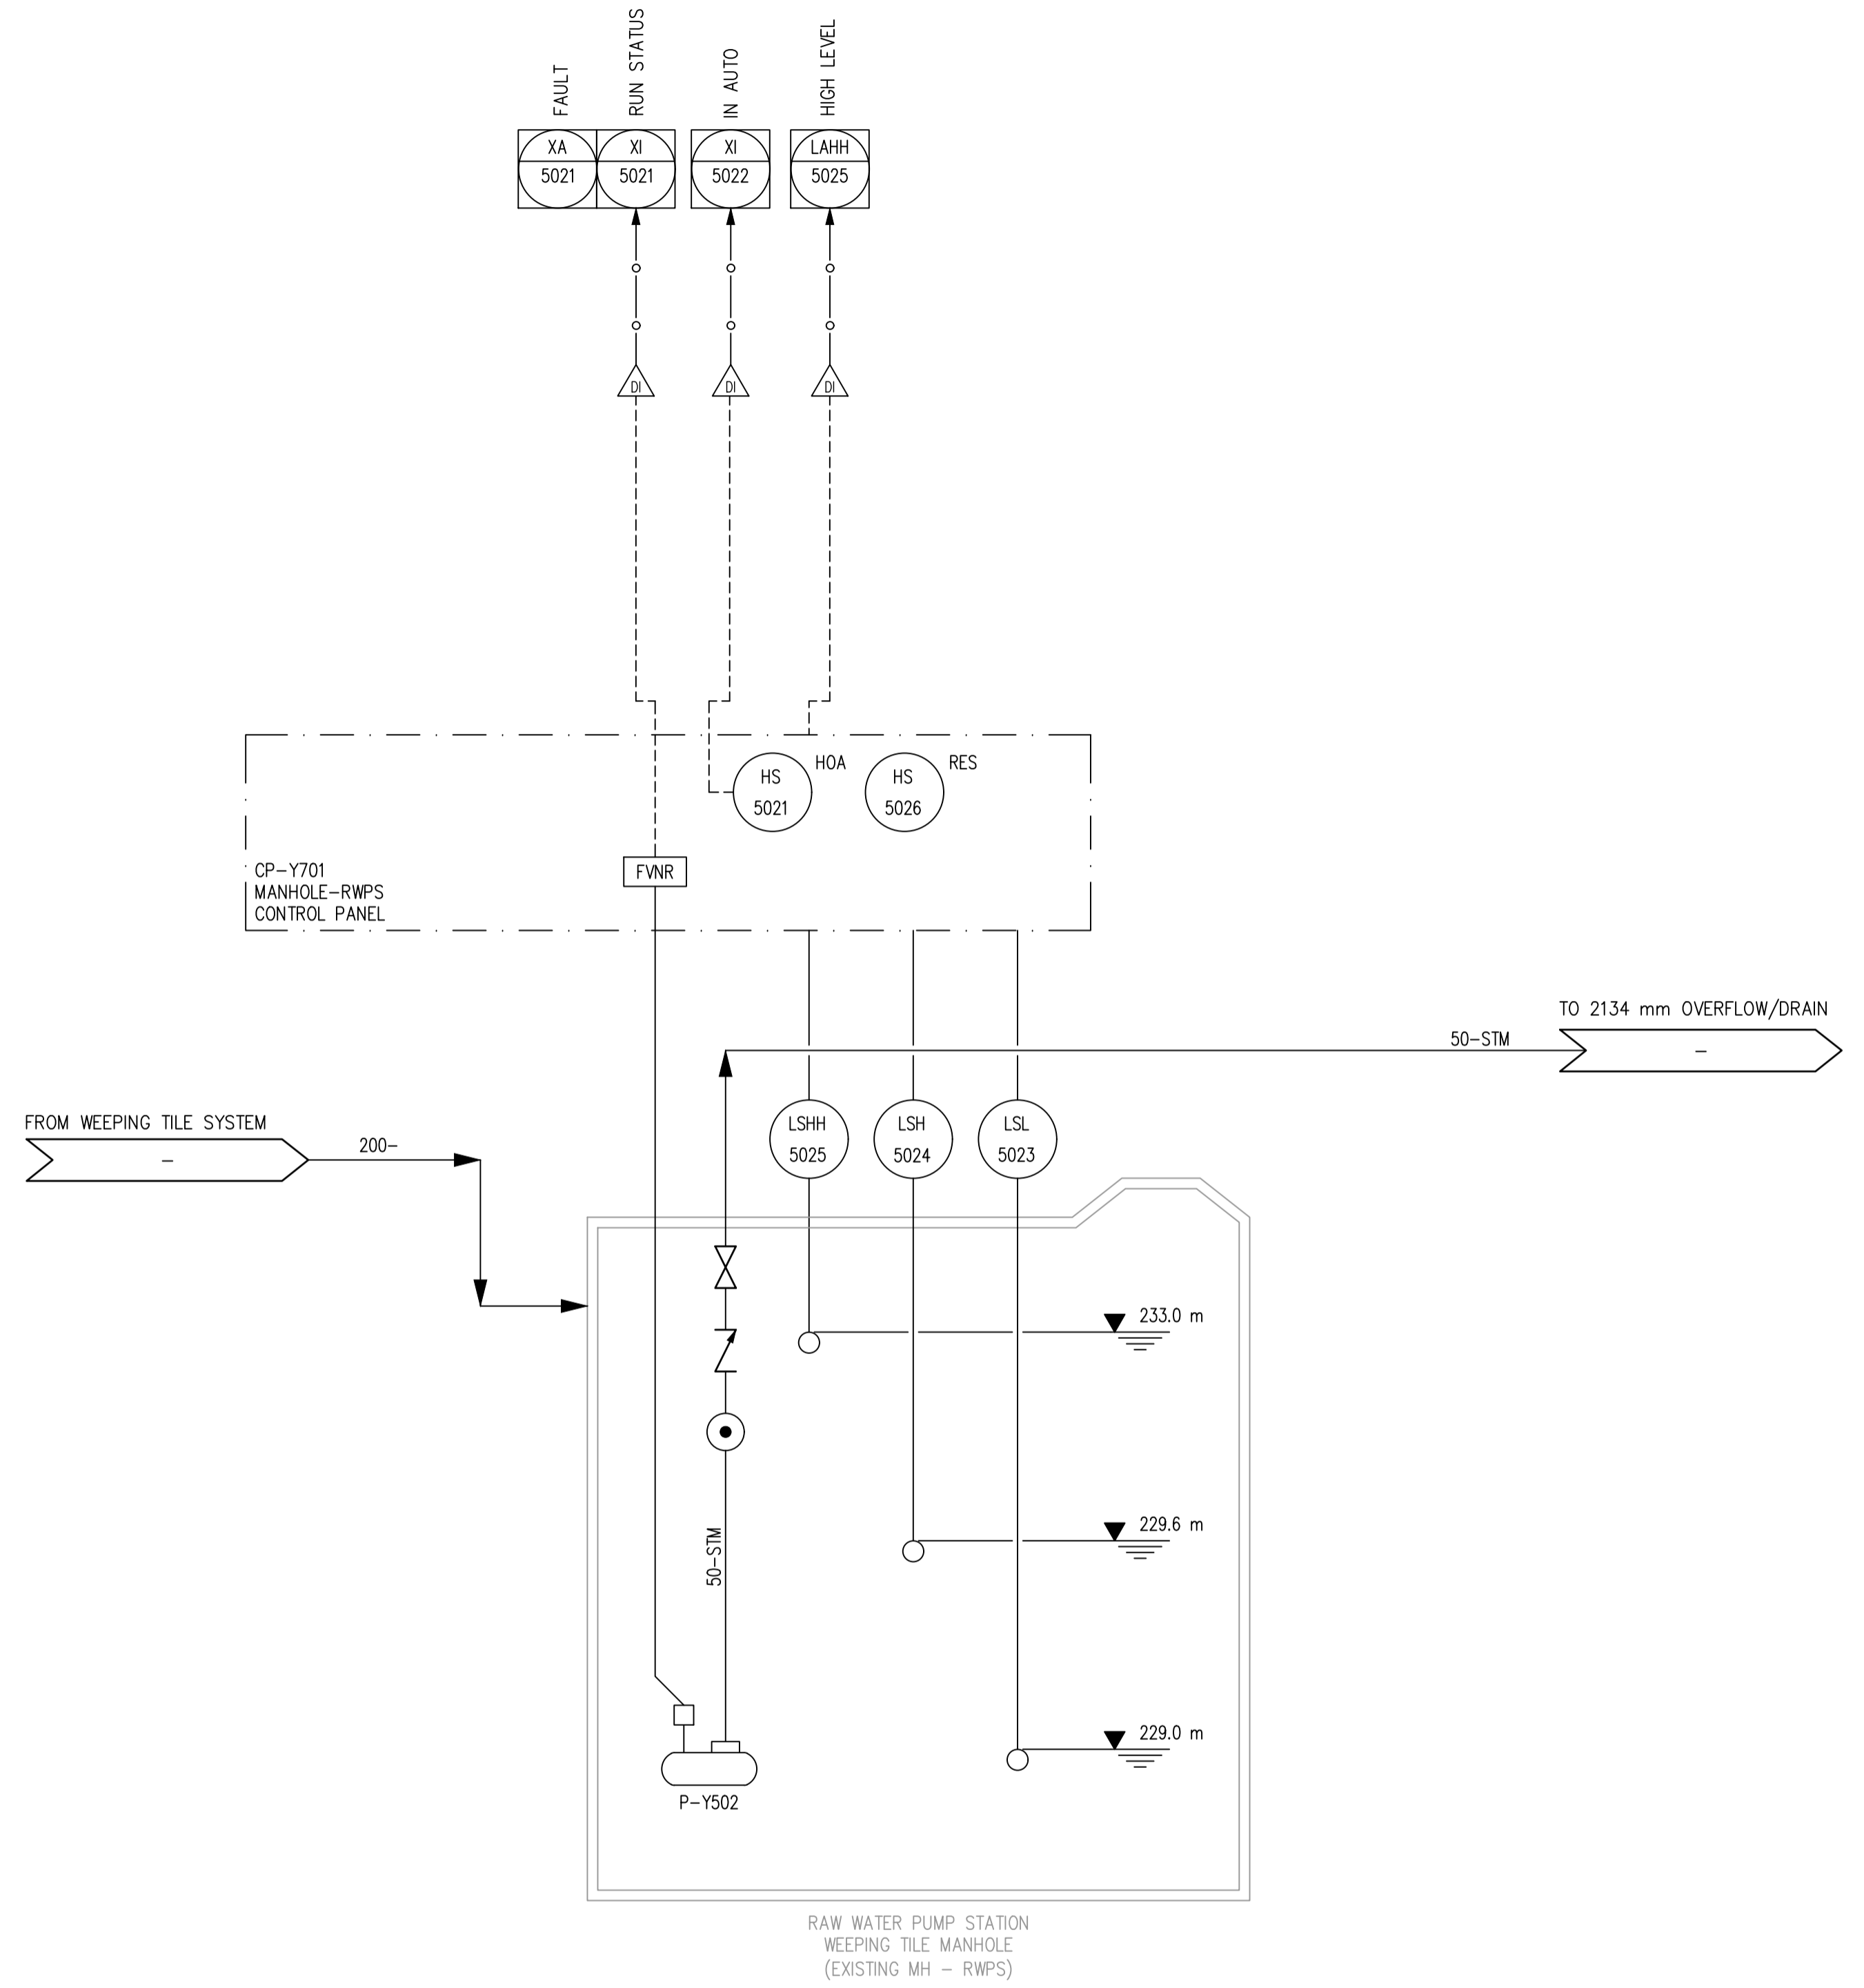 FAULT
RUN STATUS
IN AUTO
HIGH LEVEL
XA
5021
XI
5021
XI
5022
LAHH
5025
DI
DI
DI
HS
5021
HOA
HS
5026
RES
FVNR
CP-Y701
MANHOLE-RWPS
CONTROL PANEL
TO 2134 mm OVERFLOW/DRAIN
-
50-STM
FROM WEEPING TILE SYSTEM
-
200-
LSHH
5025
LSH
5024
LSL
5023
233.0 m
229.6 m
50-STM
229.0 m
P-Y502
RAW WATER PUMP STATION
WEEPING TILE MANHOLE
(EXISTING MH - RWPS)